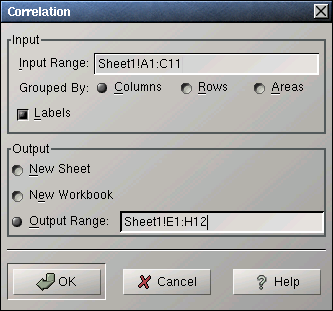 Correlation
Input
Input Range: Sheet1!A1:C11
Grouped By: Columns Rows Areas
Labels
Output
New Sheet
New Workbook
Output Range: Sheet1!E1:H12
OK Cancel Help